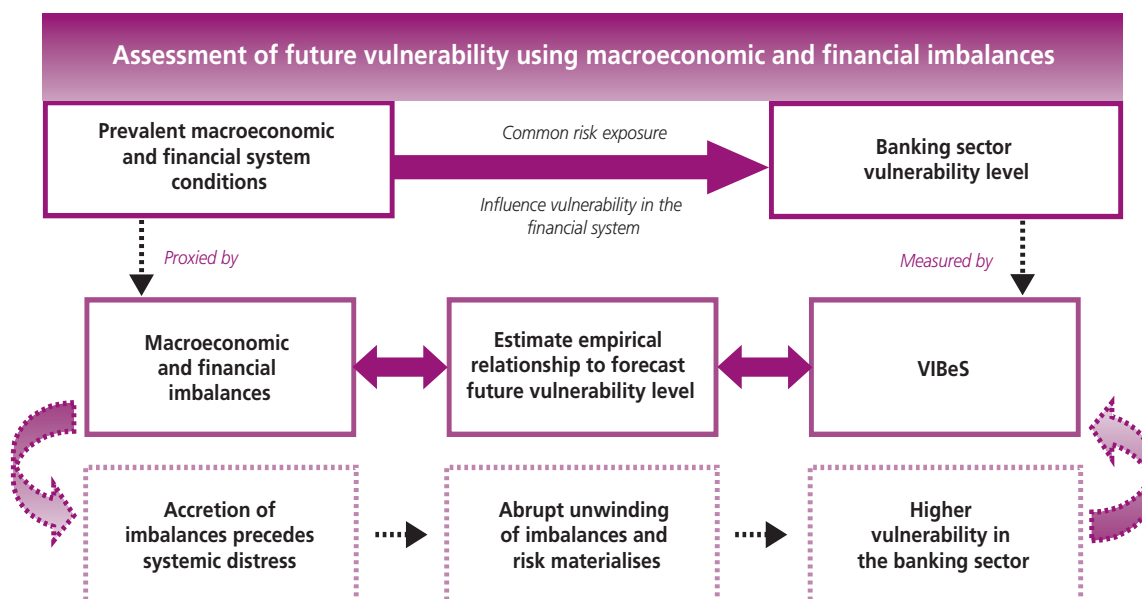 Assessment of future vulnerability using macroeconomic and financial imbalances
Prevalent macroeconomic
and financial system
conditions
Common risk exposure
Influence vulnerability in the
financial system
Banking sector
vulnerability level
Proxied by
Measured by
Macroeconomic
and financial
imbalances
Estimate empirical
relationship to forecast
future vulnerability level
VIBeS
Accretion of
imbalances precedes
systemic distress
Abrupt unwinding
of imbalances and
risk materialises
Higher
vulnerability in
the banking sector